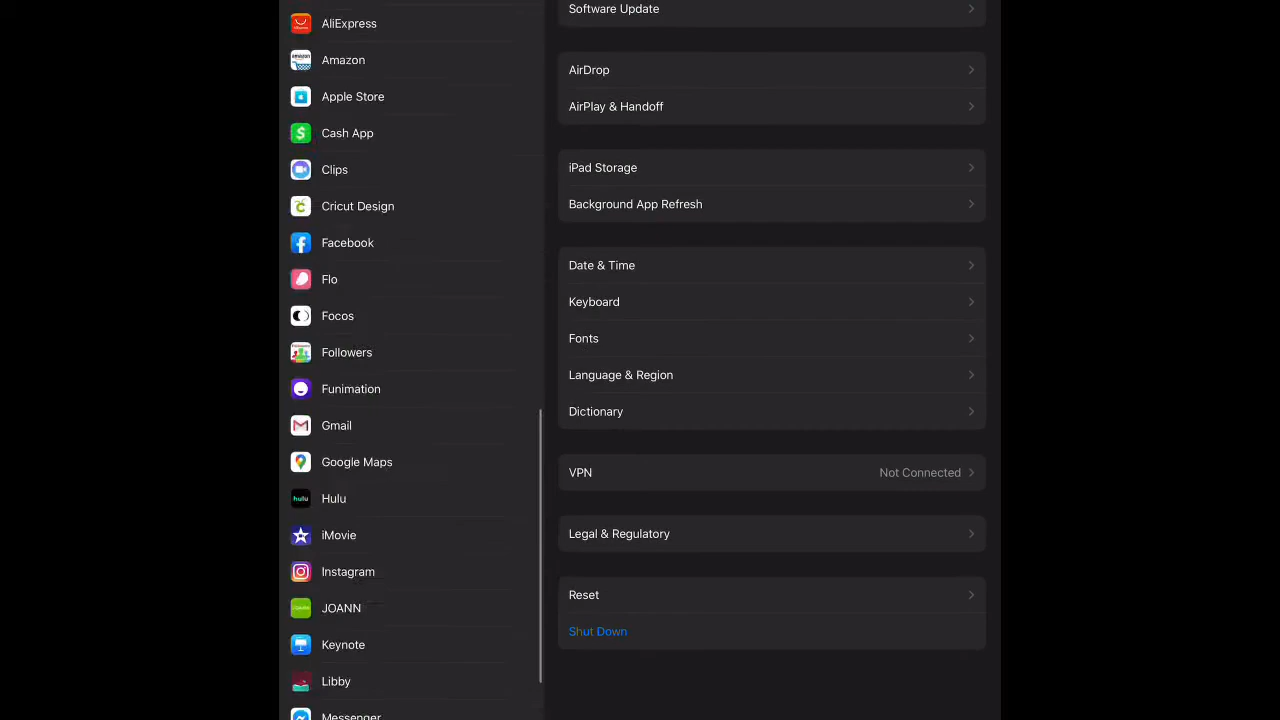 AliExpress
Amazon
Apple Store
Cash App
Clips
Cricut Design
Facebook
Flo
Focos
Followers
Funimation
Gmail
Google Maps
hulu
Hulu
iMovie
Instagram
JOANN
Keynote
Libby
Messenger
Software Update
AirDrop
AirPlay & Handoff
iPad Storage
Background App Refresh
Date & Time
Keyboard
Fonts
Language & Region
Dictionary
VPN Not Connected
Legal & Regulatory
Reset
Shut Down